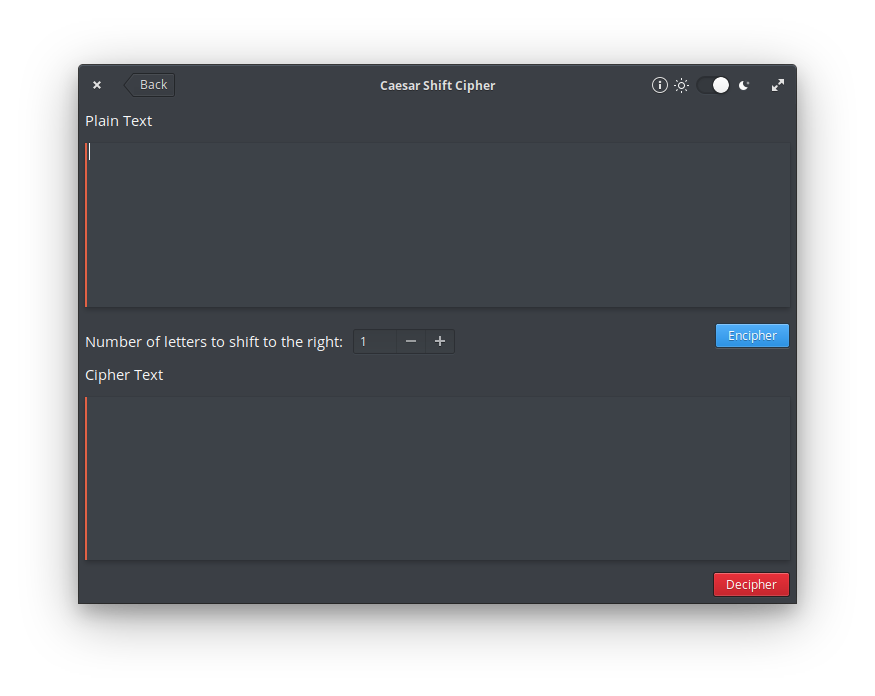 Back
Caesar Shift Cipher
Plain Text
Number of letters to shift to the right:
1
Encipher
Cipher Text
Decipher